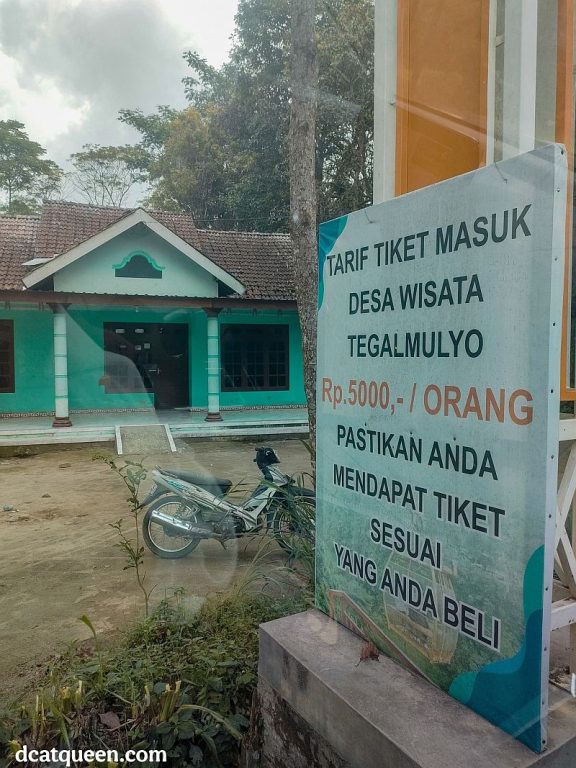 TARIF TIKET MASUK
DESA WISATA
TEGALMULYO
Rp.5000,- / ORANG
PASTIKAN ANDA
MENDAPAT TIKET
SESUAI
YANG ANDA BELI
dcatqueen.com